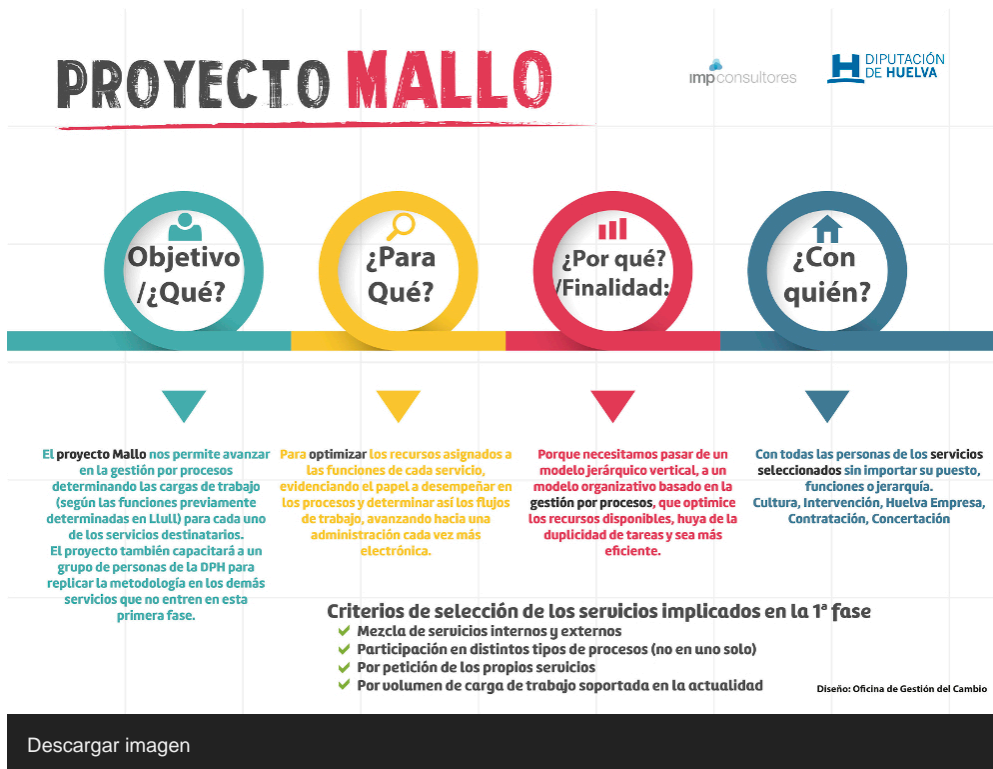 PROYECTO MALLO
impconsultores
DIPUTACIÓN
DE HUELVA
Objetivo
/¿Qué?
¿Para
Qué?
¿Por qué?
/Finalidad:
¿Con
quién?
El proyecto Mallo nos permite avanzar
en la gestión por procesos
determinando las cargas de trabajo
(según las funciones previamente
determinadas en Llull) para cada uno
de los servicios destinatarios.
El proyecto también capacitará a un
grupo de personas de la DPH para
replicar la metodología en los demás
servicios que no entren en esta
primera fase.
Para optimizar los recursos asignados a
las funciones de cada servicio,
evidenciando el papel a desempeñar en
los procesos y determinar así los flujos
de trabajo, avanzando hacia una
administración cada vez más
electrónica.
Porque necesitamos pasar de un
modelo jerárquico vertical, a un
modelo organizativo basado en la
gestión por procesos, que optimice
los recursos disponibles, huya de la
duplicidad de tareas y sea más
eficiente.
Con todas las personas de los servicios
seleccionados sin importar su puesto,
funciones o jerarquía.
Cultura, Intervención, Huelva Empresa,
Contratación, Concertación
Criterios de selección de los servicios implicados en la 1ª fase
Mezcla de servicios internos y externos
Participación en distintos tipos de procesos (no en uno solo)
Por petición de los propios servicios
Por volumen de carga de trabajo soportada en la actualidad
Diseño: Oficina de Gestión del Cambio
Descargar imagen